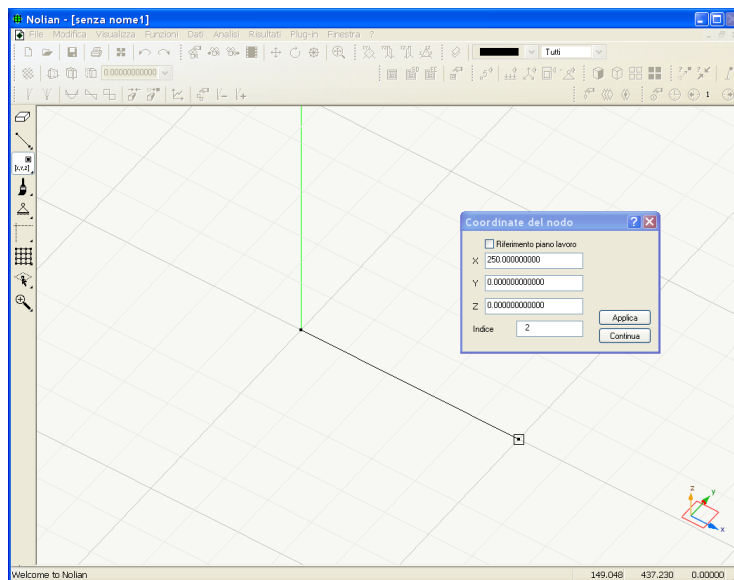 Nolian - [senza nome1]
File Modifica Visualizza Funzioni Dati Analisi Risultati Plug-in Finestra ?
Tutti
0.00000000000
1
[X,Y,Z]
Coordinate del nodo
Riferimento piano lavoro
X 250.000000000
Y 0.000000000000
Z 0.000000000000
Applica
Indice 2
Continua
z
y
x
Welcome to Nolian 149.048 437.230 0.00000